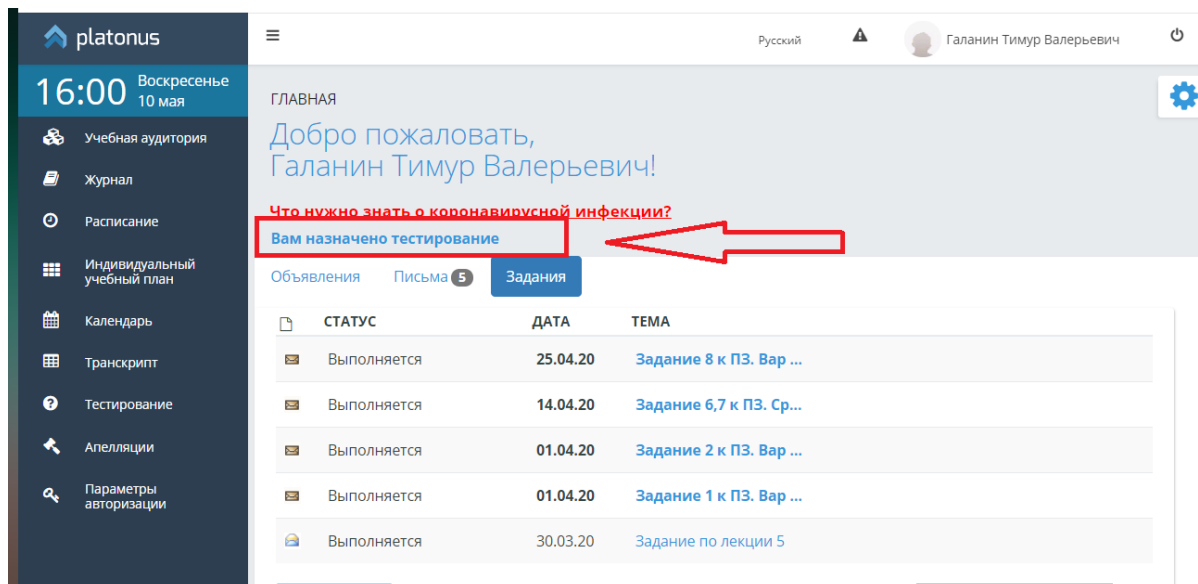 platonus
Русский
Галанин Тимур Валерьевич
16:00
Воскресенье
10 мая
Учебная аудитория
Журнал
Расписание
Индивидуальный
учебный план
Календарь
Транскрипт
Тестирование
Апелляции
Параметры
авторизации
ГЛАВНАЯ
Добро пожаловать,
Галанин Тимур Валерьевич!
Что нужно знать о коронавирусной инфекции?
Вам назначено тестирование
Объявления Письма 5 Задания
СТАТУС ДАТА ТЕМА
Выполняется 25.04.20 Задание 8 к ПЗ. Вар ...
Выполняется 14.04.20 Задание 6,7 к ПЗ. Ср...
Выполняется 01.04.20 Задание 2 к ПЗ. Вар ...
Выполняется 01.04.20 Задание 1 к ПЗ. Вар ...
Выполняется 30.03.20 Задание по лекции 5